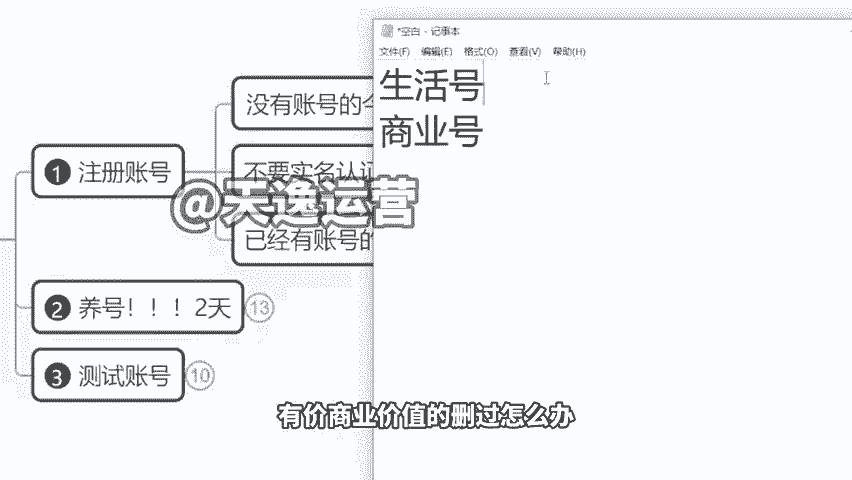 *空白 - 记事本
文件(F) 编辑(E) 格式(O) 查看(V) 帮助(H)
生活号
商业号
没有账号的今
1 注册账号
不要实名认证
@天逸运营
已经有账号的
2 养号！！！2天 13
3 测试账号 10
有价商业价值的删过怎么办